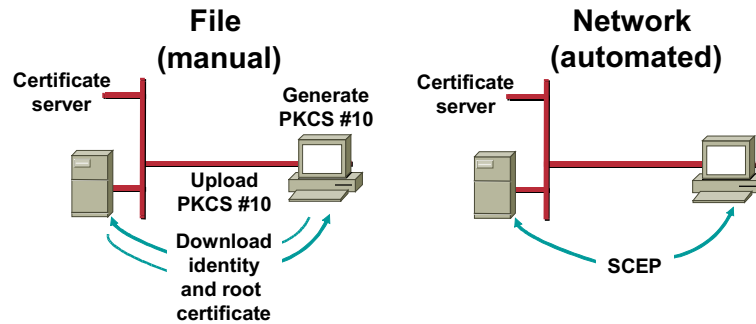 File
(manual)
Certificate
server
Generate
PKCS #10
Upload
PKCS #10
Download
identity
and root
certificate
Network
(automated)
Certificate
server
SCEP